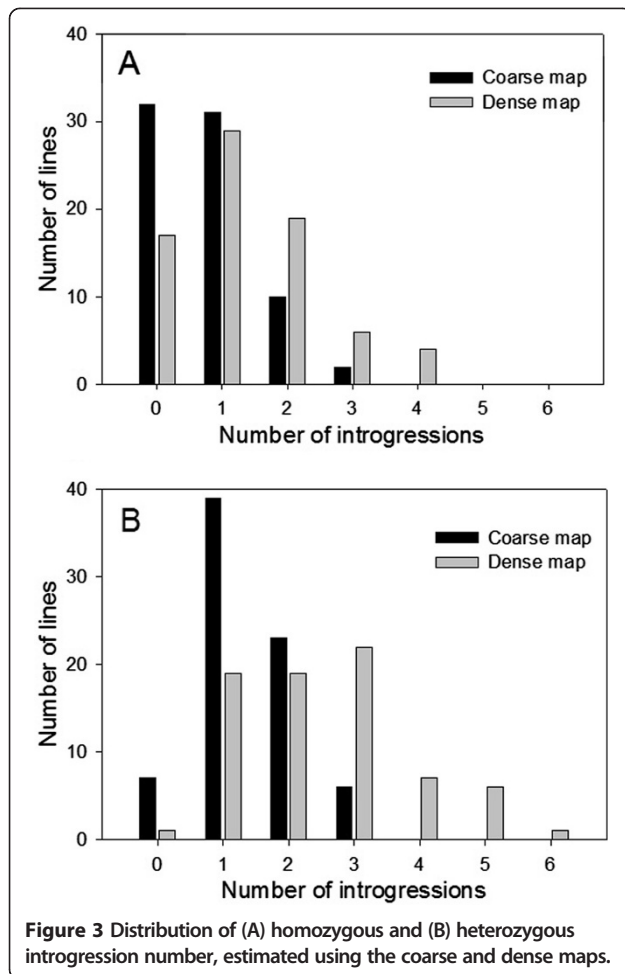 40
A
Coarse map
Dense map
30
Number of lines
20
10
0
0 1 2 3 4 5 6
Number of introgressions
40
B
Coarse map
Dense map
30
Number of lines
20
10
0
0 1 2 3 4 5 6
Number of introgressions
Figure 3 Distribution of (A) homozygous and (B) heterozygous
introgression number, estimated using the coarse and dense maps.